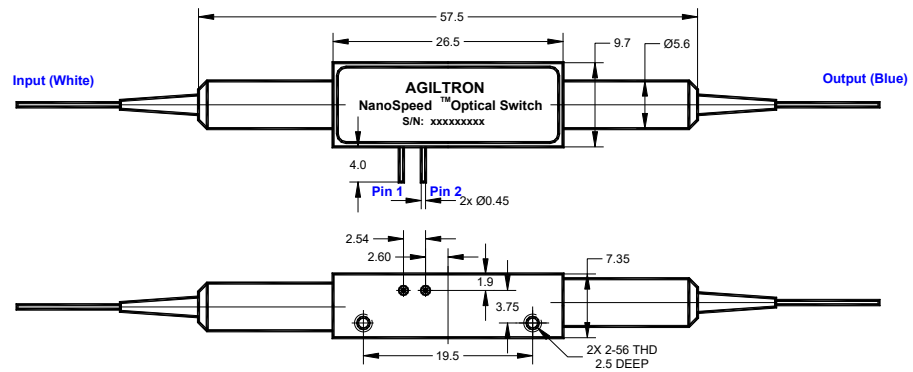 57.5
26.5
9.7
Ø5.6
Input (White)
Output (Blue)
AGILTRON
NanoSpeed ™Optical Switch
S/N: xxxxxxxxx
4.0
Pin 1
Pin 2
2x Ø0.45
2.54
2.60
1.9
7.35
3.75
19.5
2X 2-56 THD
2.5 DEEP